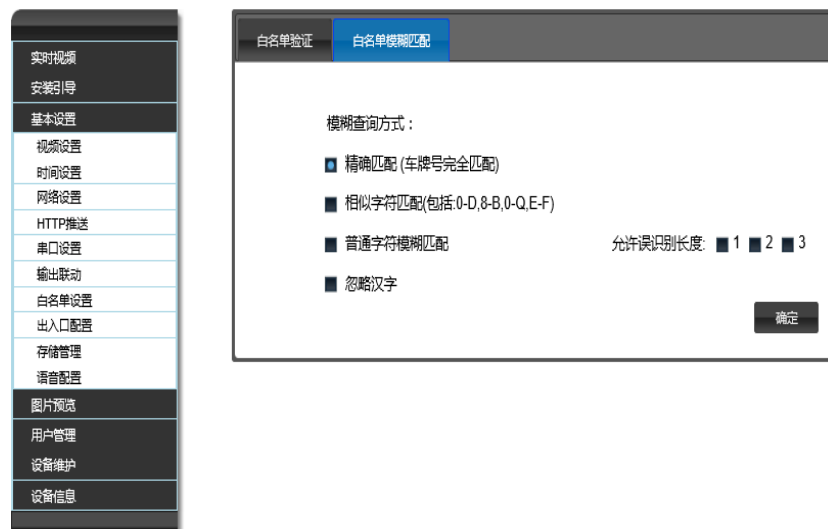 实时视频
安装引导
基本设置
视频设置
时间设置
网络设置
HTTP推送
串口设置
输出联动
白名单设置
出入口配置
存储管理
语音配置
图片预览
用户管理
设备维护
设备信息
白名单验证 白名单模糊匹配
模糊查询方式：
精确匹配 (车牌号完全匹配)
相似字符匹配(包括:0-D,8-B,0-Q,E-F)
普通字符模糊匹配 允许误识别长度: 1 2 3
忽略汉字
确定